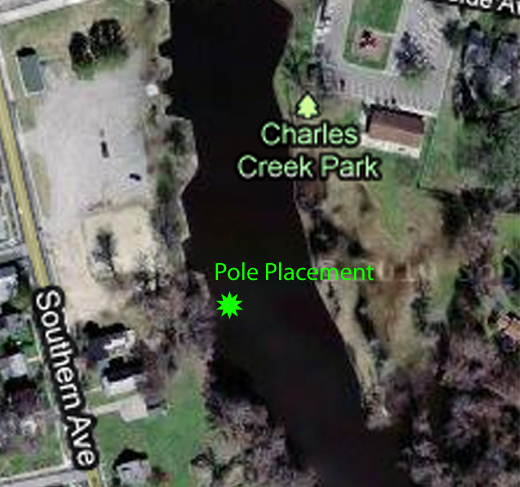 Charles
Creek Park
Pole Placement
Southern Ave